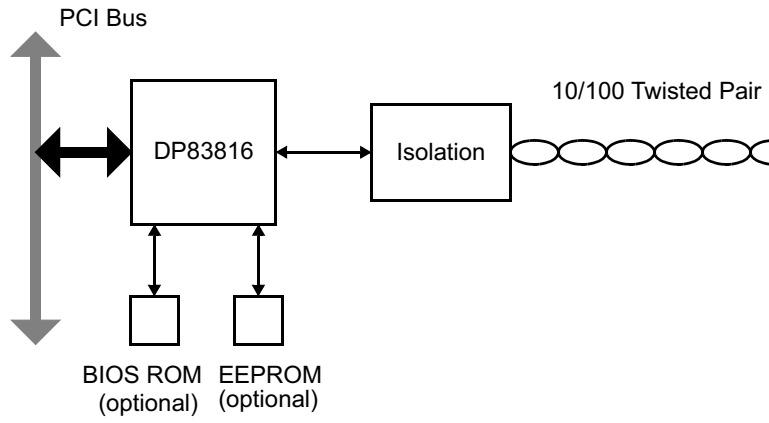 PCI Bus
10/100 Twisted Pair
DP83816
Isolation
BIOS ROM
(optional)
EEPROM
(optional)